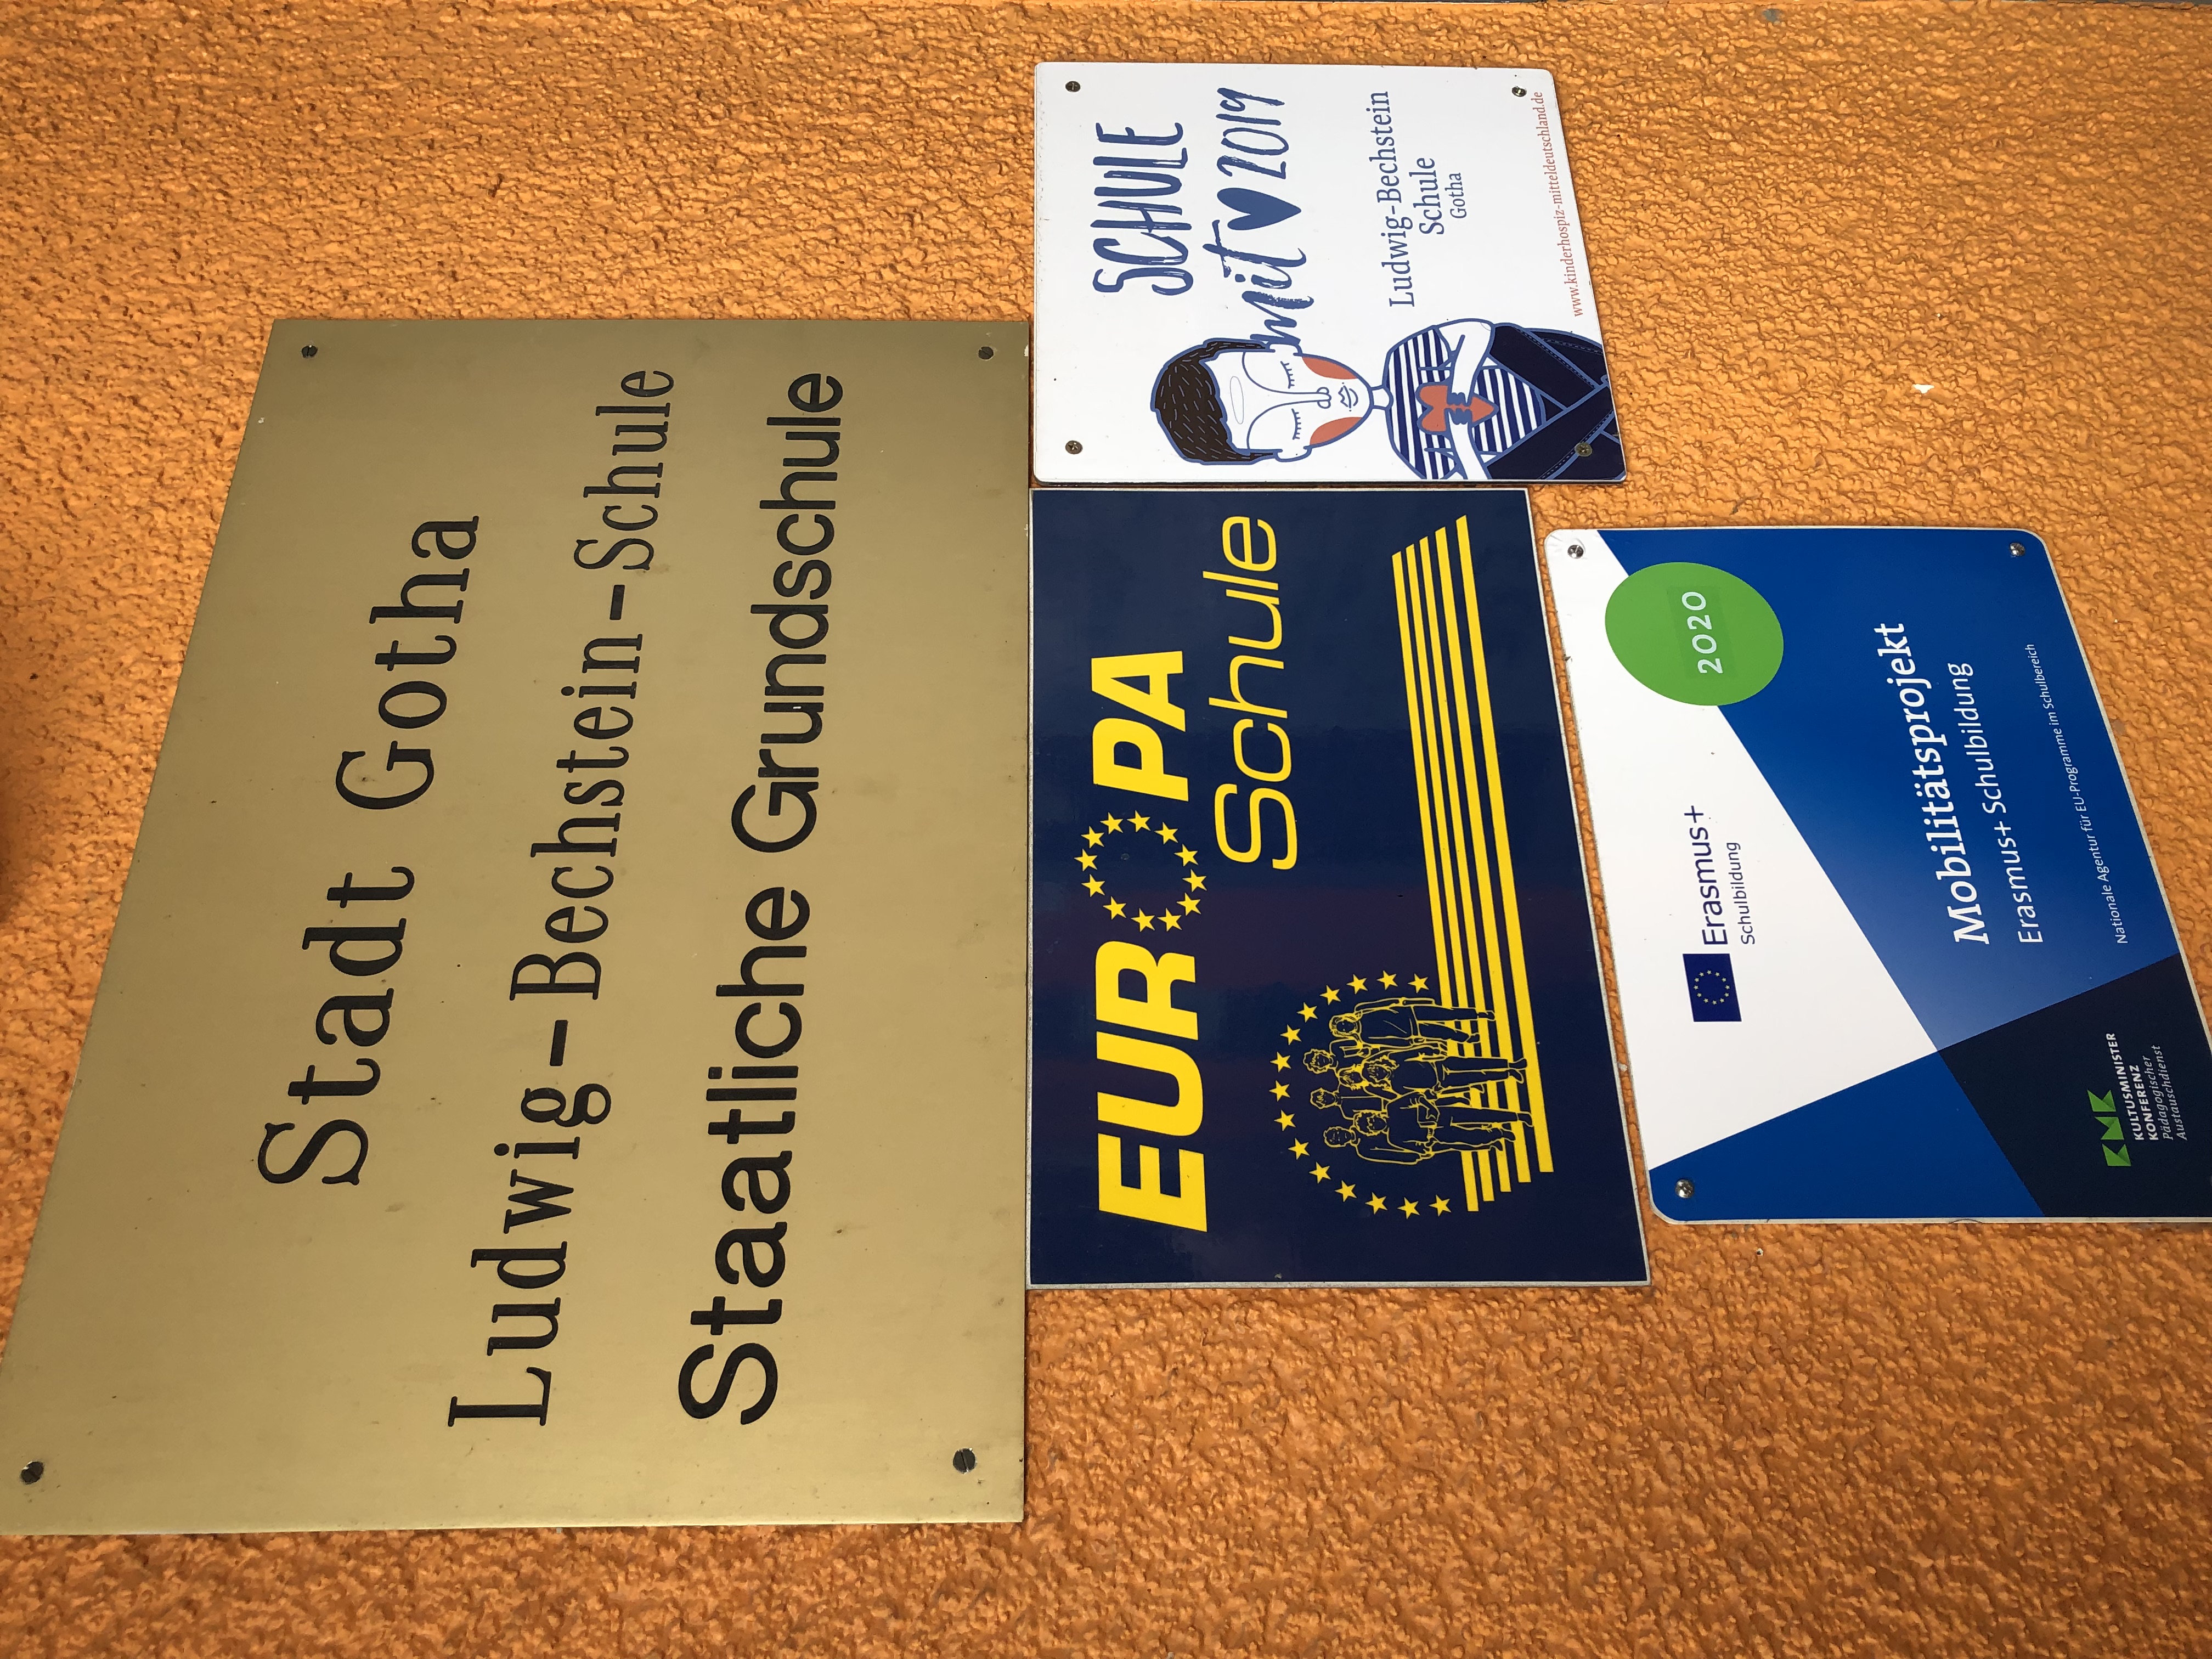 Stadt Gotha
Ludwig-Bechstein-Schule
Staatliche Grundschule
EUROPA
Schule
SCHULE
mit ♥ 2019
Ludwig-Bechstein
Schule
Gotha
www.kinderhospiz-mitteldeutschland.de
Erasmus+
Schulbildung
2020
Mobilitätsprojekt
Erasmus+ Schulbildung
Nationale Agentur für EU-Programme im Schulbereich
KMK
KULTUSMINISTER
KONFERENZ
Pädagogischer
Austauschdienst